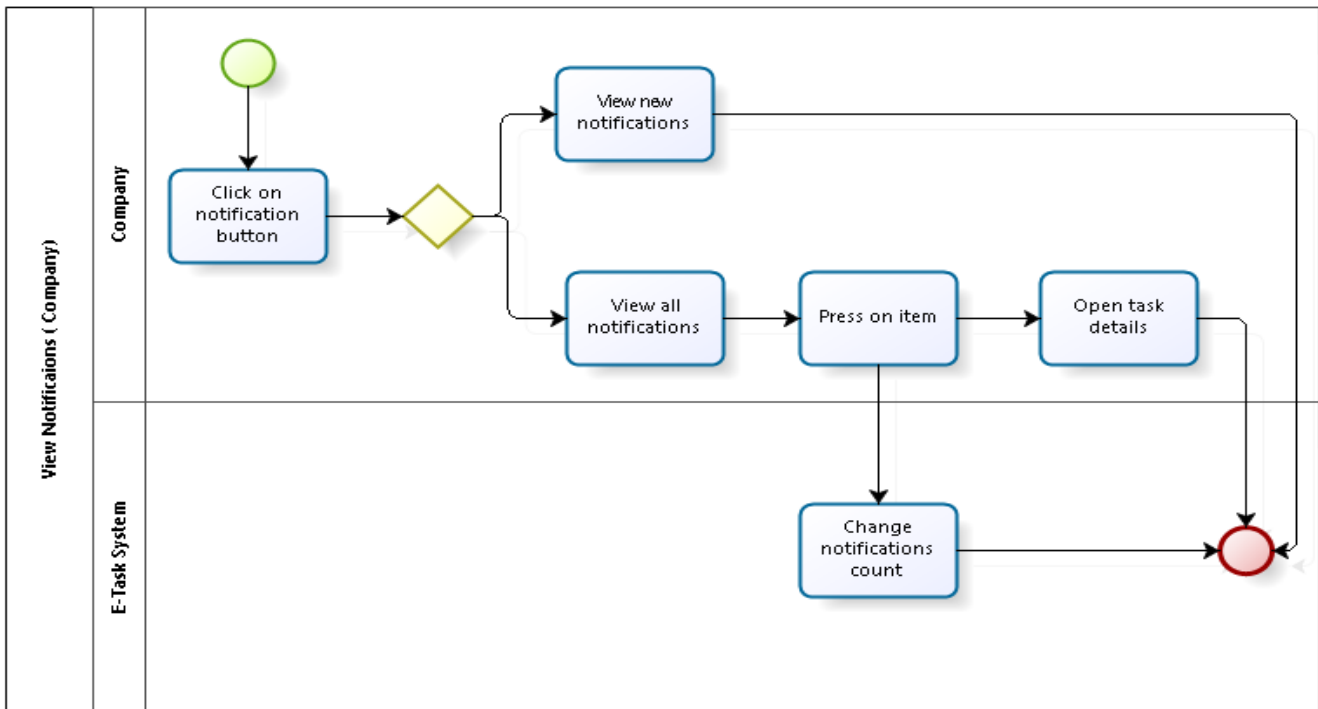 View Notificaions ( Company)
Company
Click on
notification
button
View new
notifications
View all
notifications
Press on item
Open task
details
E-Task System
Change
notifications
count